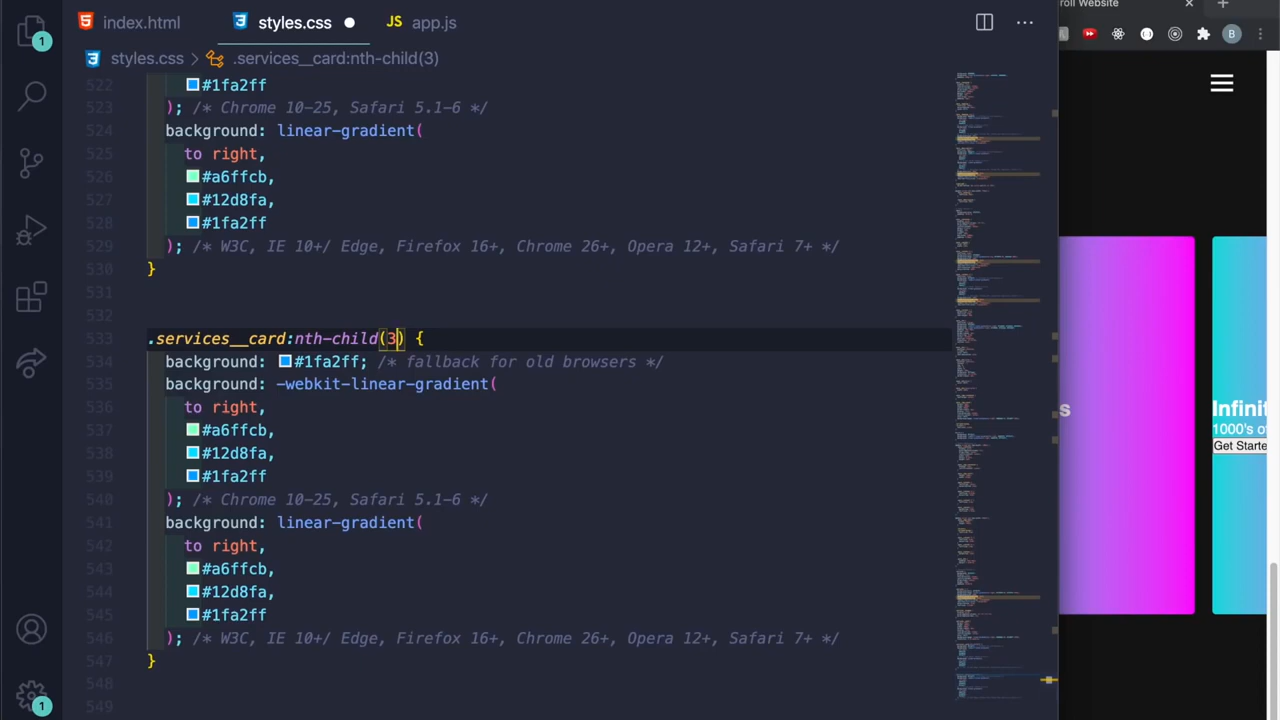 index.html
styles.css
JS app.js
...
roll Website
B
styles.css > .services__card:nth-child(3)
522 #1fa2ff
523 ); /* Chrome 10-25, Safari 5.1-6 */
524 background: linear-gradient(
525 to right,
526 #a6ffcb,
527 #12d8fa,
528 #1fa2ff
529 ); /* W3C, IE 10+/ Edge, Firefox 16+, Chrome 26+, Opera 12+, Safari 7+ */
530 }
531
532
533 .services__card:nth-child(3) {
534 background: #1fa2ff; /* fallback for old browsers */
535 background: -webkit-linear-gradient(
536 to right,
537 #a6ffcb,
538 #12d8fa,
539 #1fa2ff
540 ); /* Chrome 10-25, Safari 5.1-6 */
541 background: linear-gradient(
542 to right,
543 #a6ffcb,
544 #12d8fa,
545 #1fa2ff
546 ); /* W3C, IE 10+/ Edge, Firefox 16+, Chrome 26+, Opera 12+, Safari 7+ */
547 }
548
549
1
1
s
Infinit
1000's of
Get Starte